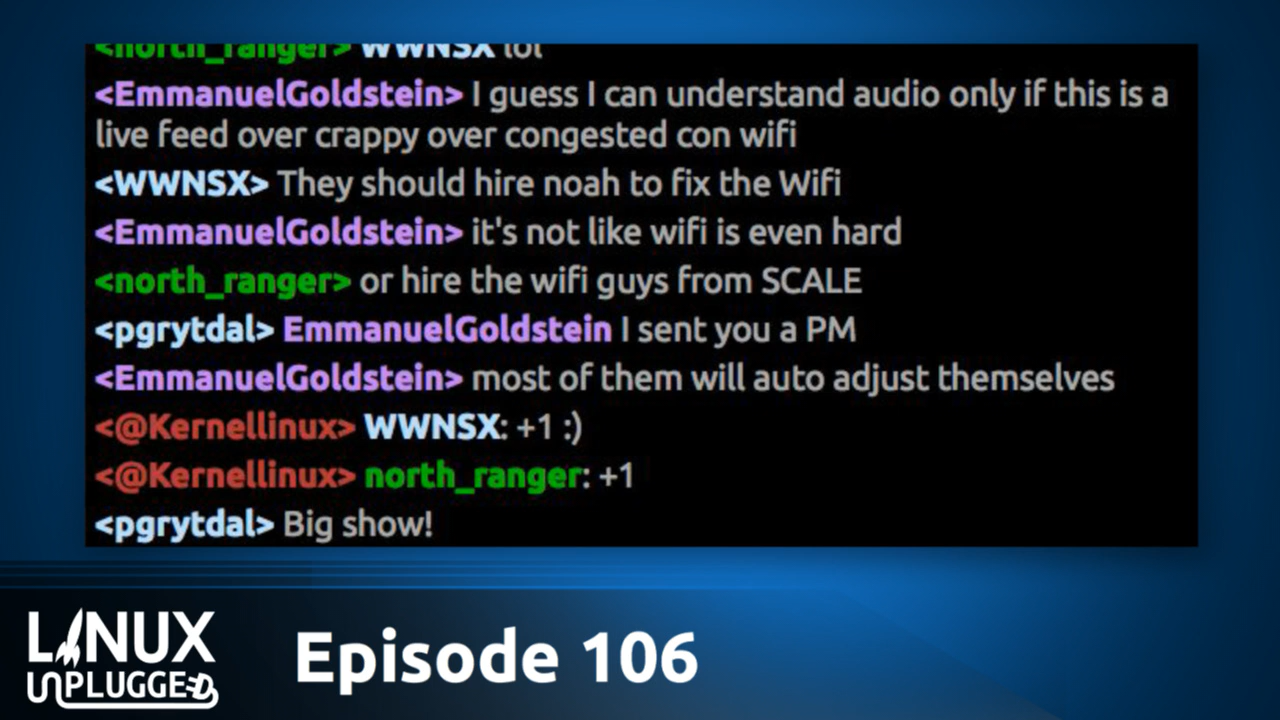 <north_ranger> WWNSX lol
<EmmanuelGoldstein> I guess I can understand audio only if this is a
live feed over crappy over congested con wifi
<WWNSX> They should hire noah to fix the Wifi
<EmmanuelGoldstein> it's not like wifi is even hard
<north_ranger> or hire the wifi guys from SCALE
<pgrytdal> EmmanuelGoldstein I sent you a PM
<EmmanuelGoldstein> most of them will auto adjust themselves
<@Kernellinux> WWNSX: +1 :)
<@Kernellinux> north_ranger: +1
<pgrytdal> Big show!
LINUX
UNPLUGGED
Episode 106